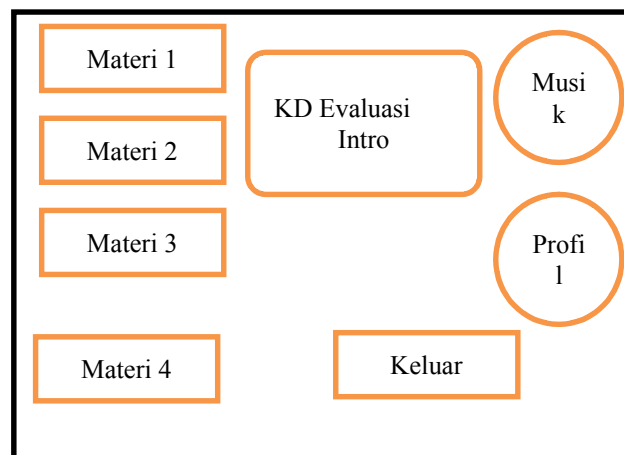 Materi 1
Materi 2
Materi 3
Materi 4
KD Evaluasi
Intro
Musi
k
Profi
l
Keluar